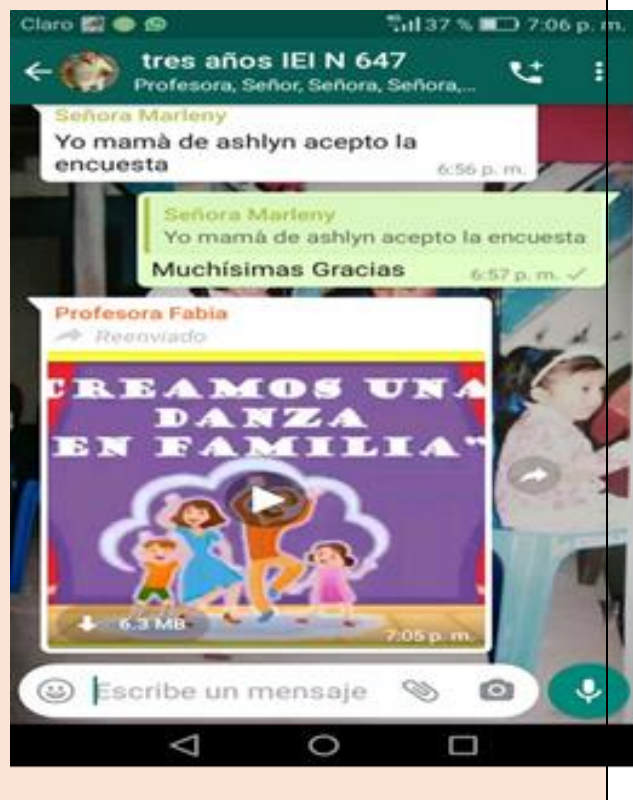 Claro 37 % 7:06 p. m.
tres años IEI N 647
Profesora, Señor, Señora, Señora,...
Señora Marleny
Yo mamà de ashlyn acepto la
encuesta
6:56 p. m.
Señora Marleny
Yo mamà de ashlyn acepto la encuesta
Muchísimas Gracias 6:57 p. m.
Profesora Fabia
Reenviado
CREAMOS UNA
DANZA
EN FAMILIA”
6.3 MB
7:05 p. m.
Escribe un mensaje